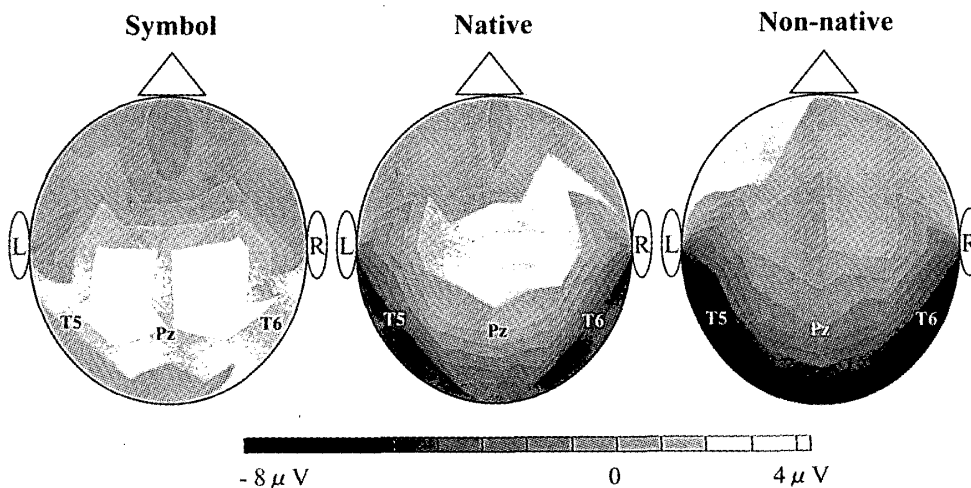 Symbol Native Non-native
L R L R L R
T5 Pz T6 T5 Pz T6 T5 Pz T6
- 8 μ V 0 4 μ V